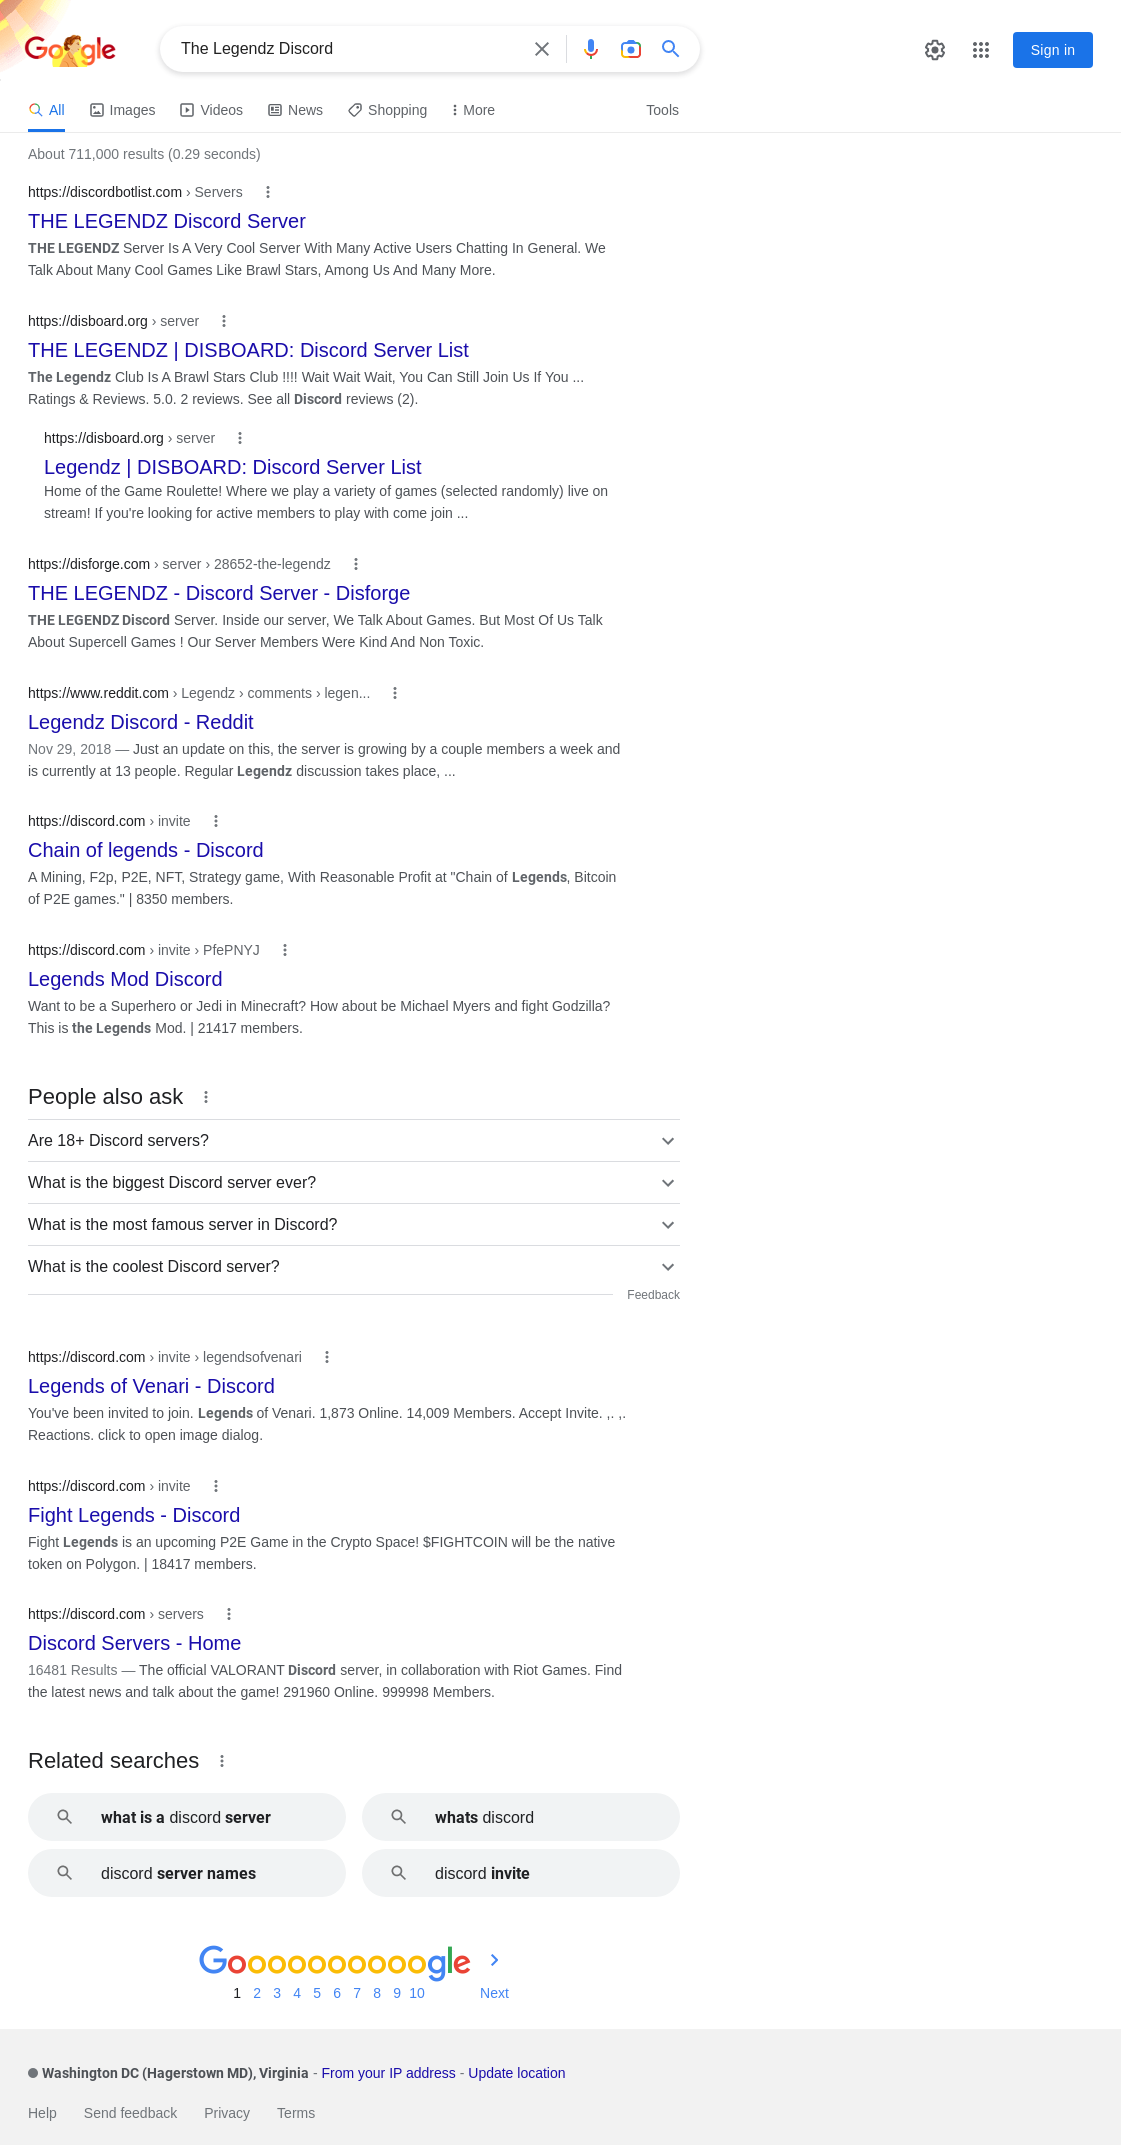 Google
The Legendz Discord
Sign in
All
Images
Videos
News
Shopping
More
Tools
About 711,000 results (0.29 seconds)
https://discordbotlist.com › Servers
THE LEGENDZ Discord Server
THE LEGENDZ Server Is A Very Cool Server With Many Active Users Chatting In General. We
Talk About Many Cool Games Like Brawl Stars, Among Us And Many More.
https://disboard.org › server
THE LEGENDZ | DISBOARD: Discord Server List
The Legendz Club Is A Brawl Stars Club !!!! Wait Wait Wait, You Can Still Join Us If You ...
Ratings & Reviews. 5.0. 2 reviews. See all Discord reviews (2).
https://disboard.org › server
Legendz | DISBOARD: Discord Server List
Home of the Game Roulette! Where we play a variety of games (selected randomly) live on
stream! If you're looking for active members to play with come join ...
https://disforge.com › server › 28652-the-legendz
THE LEGENDZ - Discord Server - Disforge
THE LEGENDZ Discord Server. Inside our server, We Talk About Games. But Most Of Us Talk
About Supercell Games ! Our Server Members Were Kind And Non Toxic.
https://www.reddit.com › Legendz › comments › legen...
Legendz Discord - Reddit
Nov 29, 2018 — Just an update on this, the server is growing by a couple members a week and
is currently at 13 people. Regular Legendz discussion takes place, ...
https://discord.com › invite
Chain of legends - Discord
A Mining, F2p, P2E, NFT, Strategy game, With Reasonable Profit at "Chain of Legends, Bitcoin
of P2E games." | 8350 members.
https://discord.com › invite › PfePNYJ
Legends Mod Discord
Want to be a Superhero or Jedi in Minecraft? How about be Michael Myers and fight Godzilla?
This is the Legends Mod. | 21417 members.
People also ask
Are 18+ Discord servers?
What is the biggest Discord server ever?
What is the most famous server in Discord?
What is the coolest Discord server?
Feedback
https://discord.com › invite › legendsofvenari
Legends of Venari - Discord
You've been invited to join. Legends of Venari. 1,873 Online. 14,009 Members. Accept Invite. ,. ,.
Reactions. click to open image dialog.
https://discord.com › invite
Fight Legends - Discord
Fight Legends is an upcoming P2E Game in the Crypto Space! $FIGHTCOIN will be the native
token on Polygon. | 18417 members.
https://discord.com › servers
Discord Servers - Home
16481 Results — The official VALORANT Discord server, in collaboration with Riot Games. Find
the latest news and talk about the game! 291960 Online. 999998 Members.
Related searches
what is a discord server
whats discord
discord server names
discord invite
Goooooooooogle
1 2 3 4 5 6 7 8 9 10 Next
Washington DC (Hagerstown MD), Virginia - From your IP address - Update location
Help Send feedback Privacy Terms